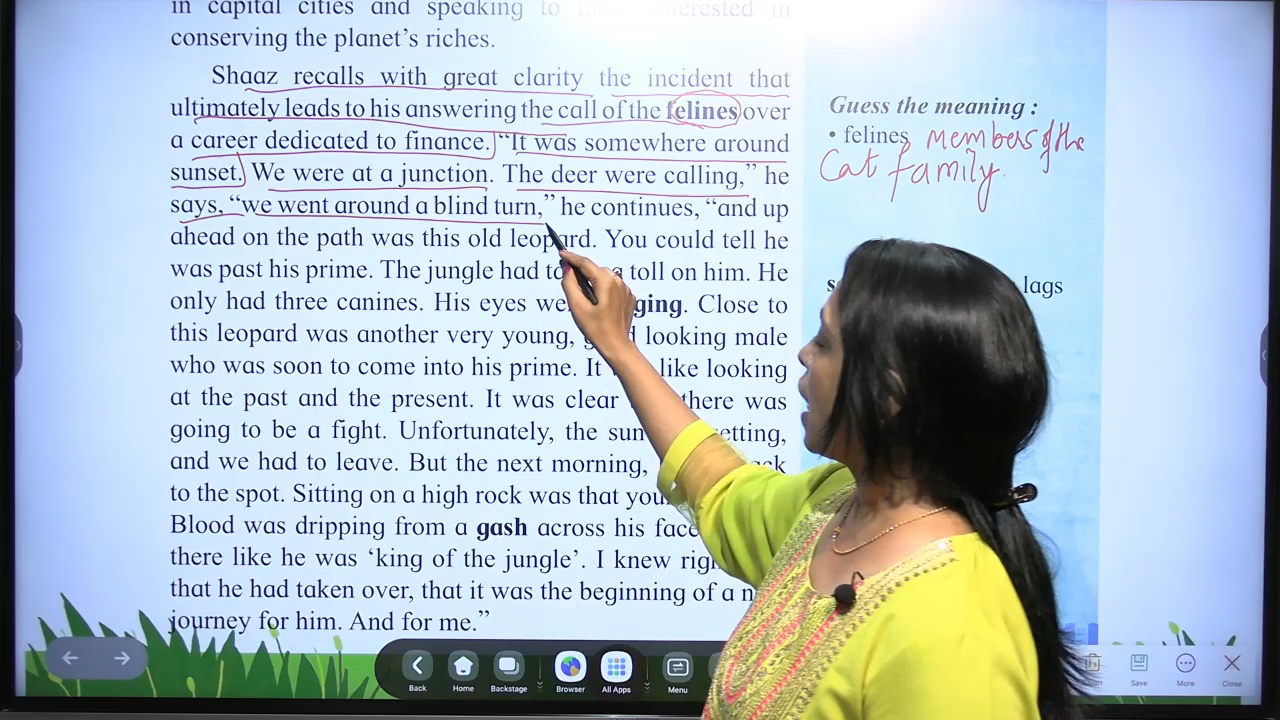 in capital cities and speaking to interested in
conserving the planet's riches.
Shaaz recalls with great clarity the incident that
ultimately leads to his answering the call of the felines over
a career dedicated to finance. "It was somewhere around
sunset. We were at a junction. The deer were calling," he
says, "we went around a blind turn," he continues, "and up
ahead on the path was this old leopard. You could tell he
was past his prime. The jungle had toll on him. He
only had three canines. His eyes Close to
this leopard was another very young, looking male
who was soon to come into his prime. It like looking
at the past and the present. It was clear there was
going to be a fight. Unfortunately, the sun setting,
and we had to leave. But the next morning,
to the spot. Sitting on a high rock was that
Blood was dripping from a gash across his face
there like he was 'king of the jungle'. I knew
that he had taken over, that it was the beginning of a
journey for him. And for me."
Guess the meaning :
• felines members of the
Cat family.
lags
Back
Home
Backstage
Browser
All Apps
Menu
Save
More
Close